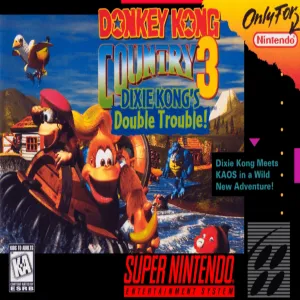 DONKEY KONG
COUNTRY 3
DIXIE KONG'S
Double Trouble!
Only For
Nintendo
Dixie Kong Meets
KAOS in a Wild
New Adventure!
KIDS TO ADULTS
KA
ESRB
SUPER NINTENDO
ENTERTAINMENT SYSTEM